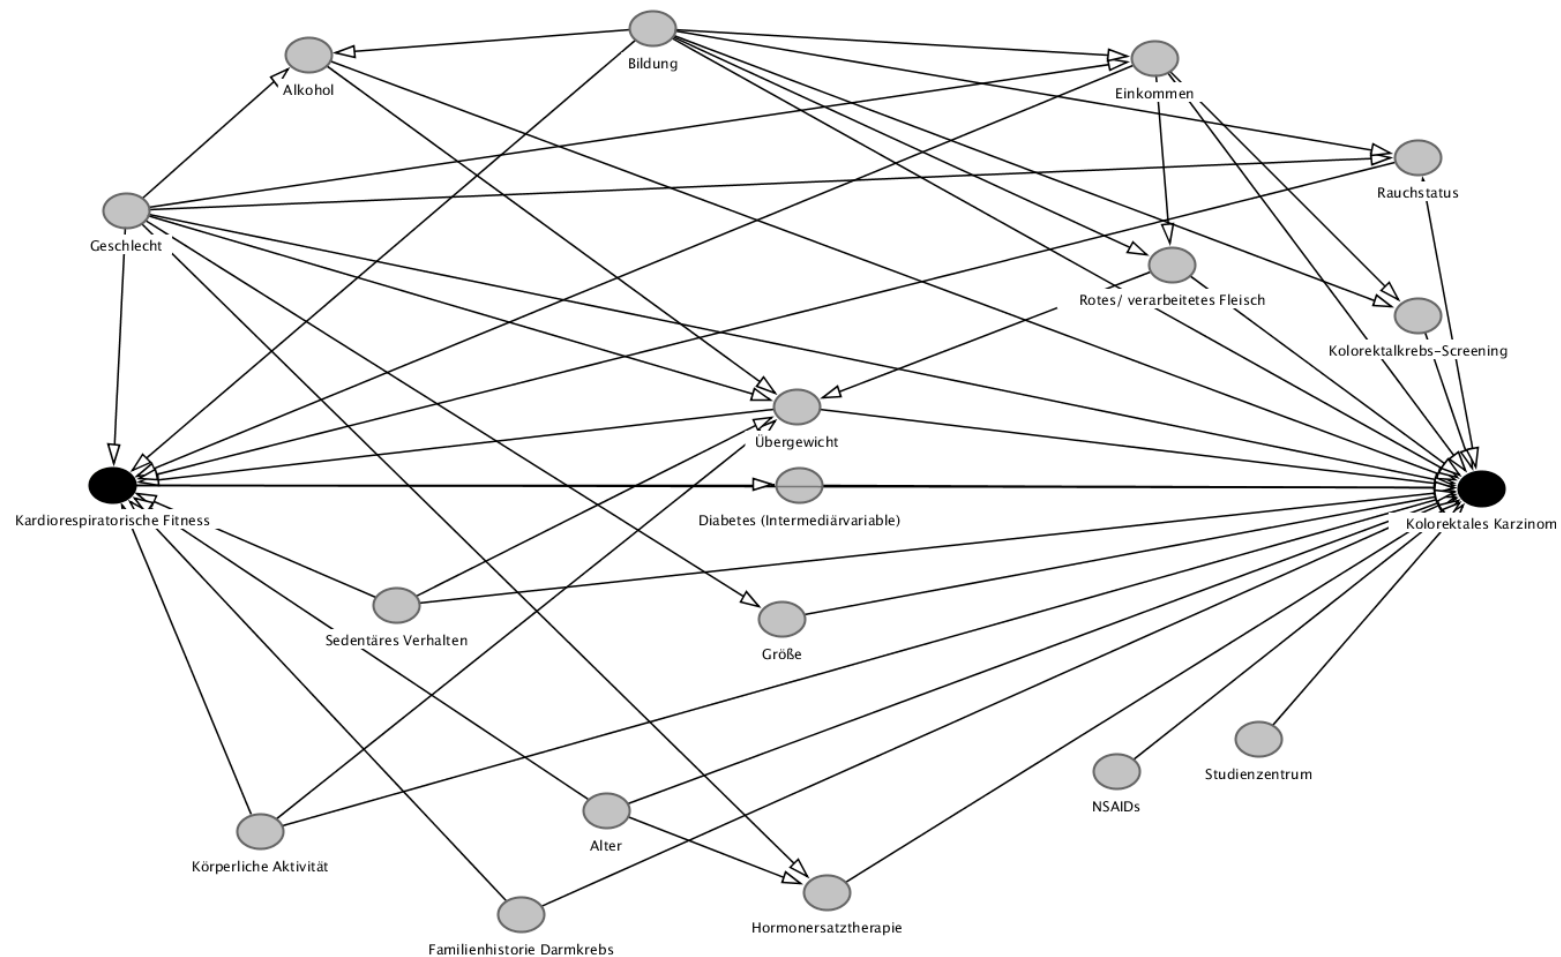 Bildung
Alkohol
Einkommen
Rauchstatus
Geschlecht
Rotes/ verarbeitetes Fleisch
Kolorektalkrebs-Screening
Übergewicht
Diabetes (Intermediärvariable)
Kardiorespiratorische Fitness
Kolorektales Karzinom
Sedentäres Verhalten
Größe
Studienzentrum
NSAIDs
Alter
Körperliche Aktivität
Hormonersatztherapie
Familienhistorie Darmkrebs